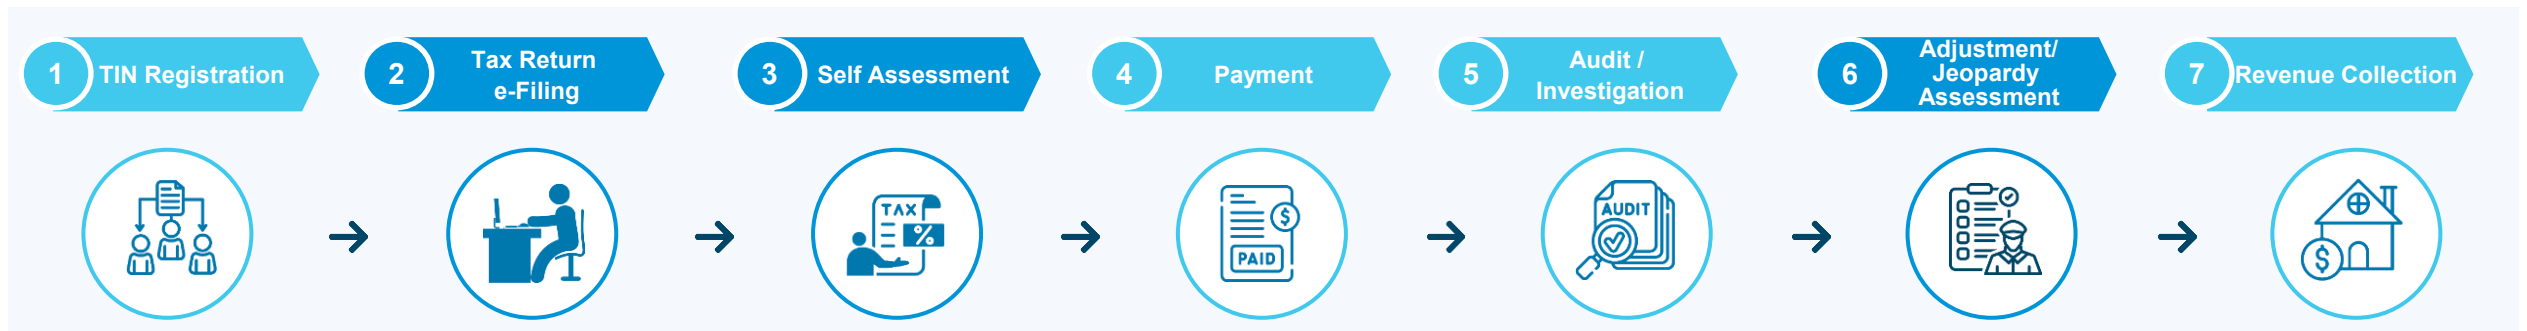 1 TIN Registration
2 Tax Return
e-Filing
3 Self Assessment
4 Payment
5 Audit /
Investigation
6 Adjustment/
Jeopardy
Assessment
7 Revenue Collection
TAX
%
$
PAID
AUDIT
$